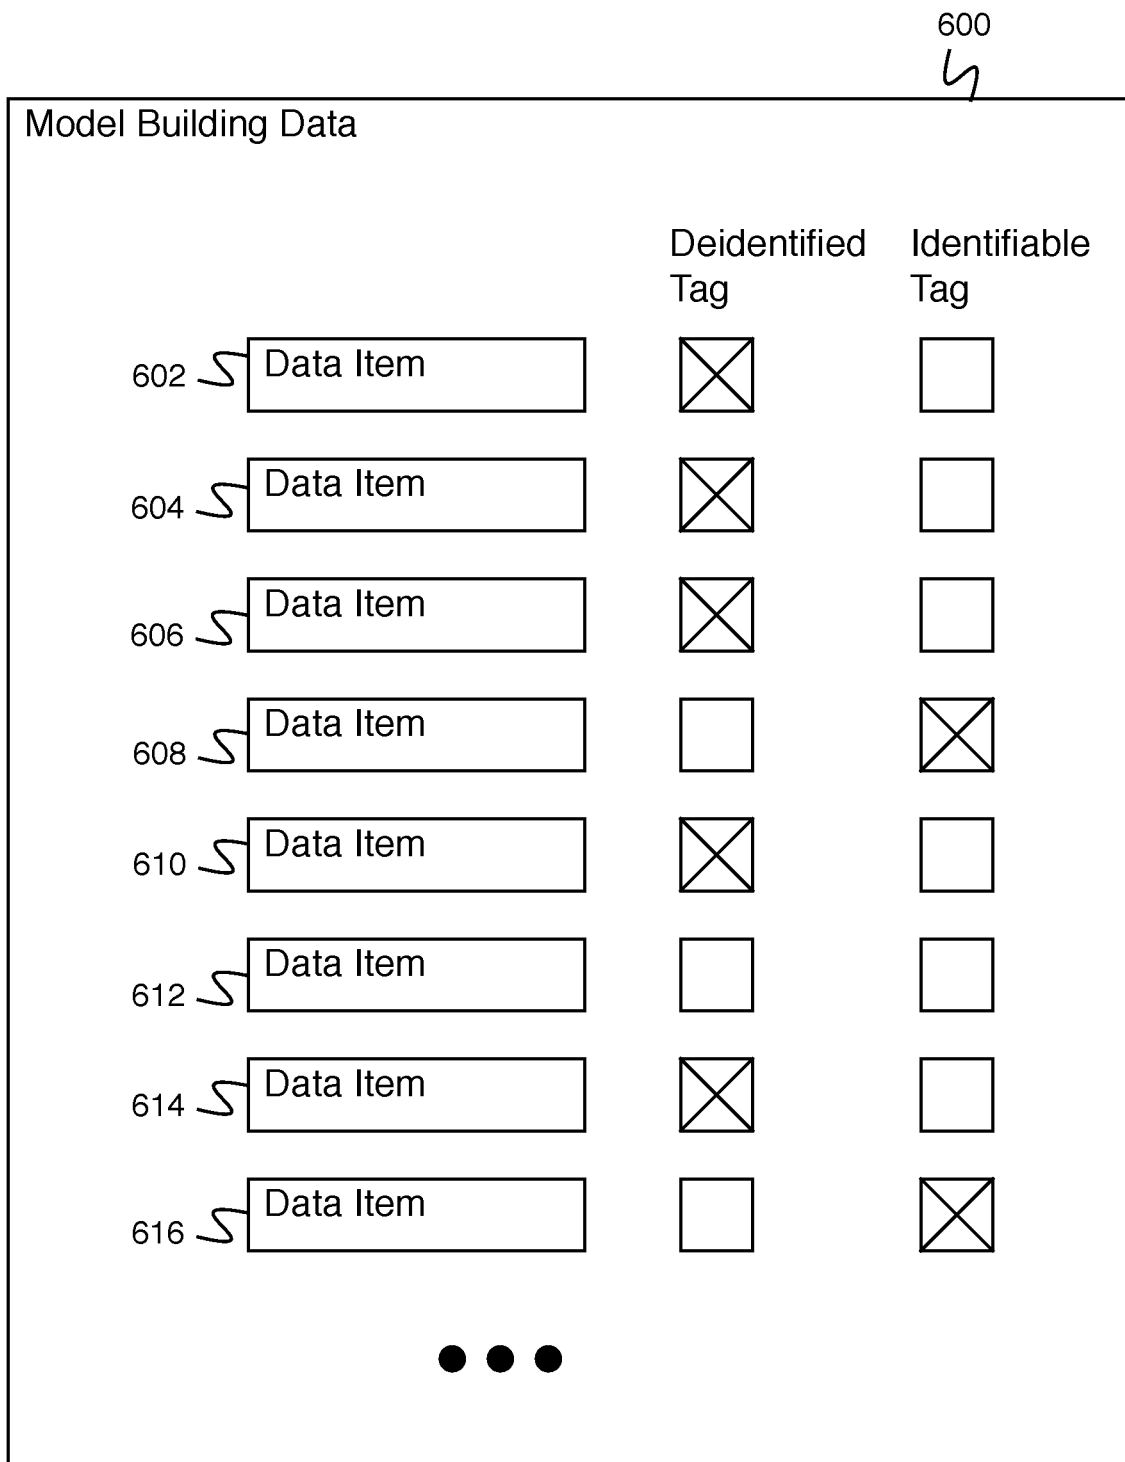 600
Model Building Data
Deidentified Identifiable
Tag Tag
602 Data Item
604 Data Item
606 Data Item
608 Data Item
610 Data Item
612 Data Item
614 Data Item
616 Data Item